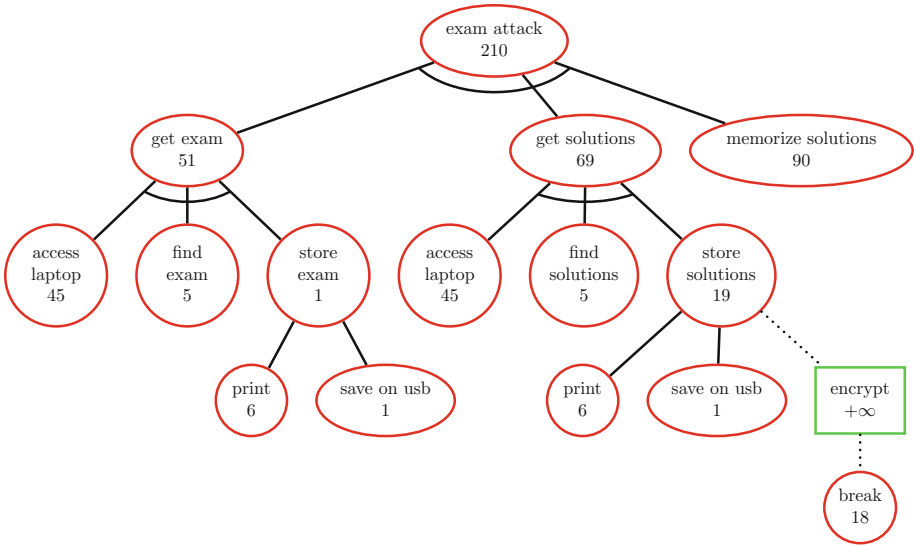 exam attack
210
get exam
51
get solutions
69
memorize solutions
90
access
laptop
45
find
exam
5
store
exam
1
access
laptop
45
find
solutions
5
store
solutions
19
print
6
save on usb
1
print
6
save on usb
1
encrypt
+∞
break
18